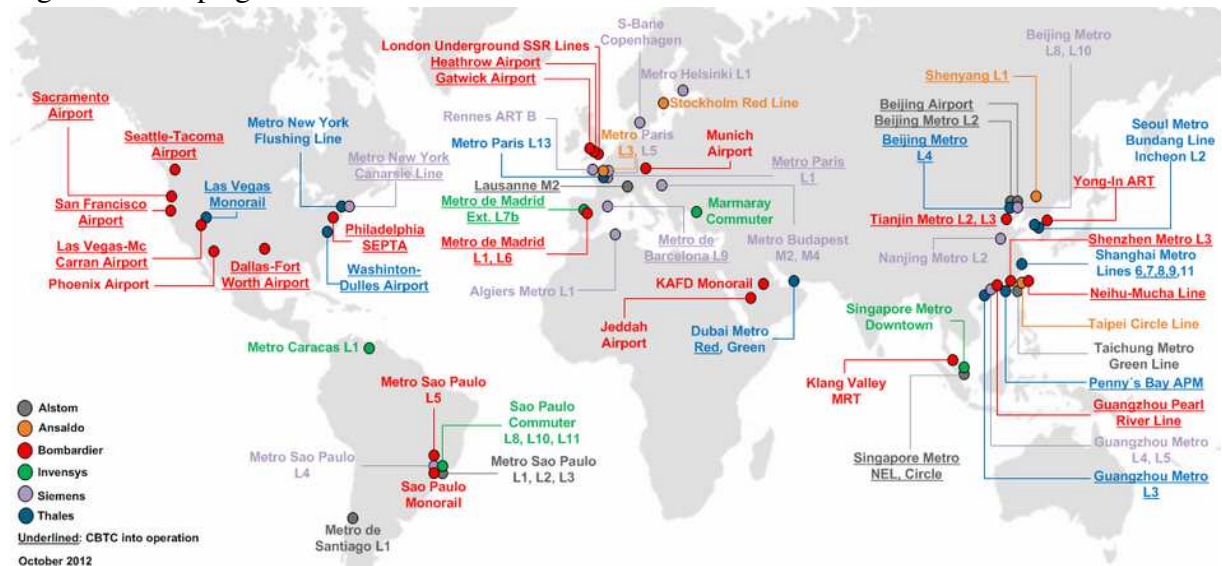 S-Bane
Copenhagen
London Underground SSR Lines
Heathrow Airport
Gatwick Airport
Metro Helsinki L1
Beijing Metro
L8, L10
Shenyang L1
Sacramento
Airport
Seattle-Tacoma
Airport
Metro New York
Flushing Line
Metro New York
Canarsie Line
Rennes ART B
Stockholm Red Line
Metro Paris
L3, L5
Metro Paris L13
Munich
Airport
Metro Paris
L1
Beijing Airport
Beijing Metro L2
Beijing Metro
L4
Seoul Metro
Bundang Line
Incheon L2
Las Vegas
Monorail
San Francisco
Airport
Lausanne M2
Metro de Madrid
Ext. L7b
Marmaray
Commuter
Yong-In ART
Tianjin Metro L2, L3
Las Vegas-Mc
Carran Airport
Philadelphia
SEPTA
Metro de Madrid
L1, L6
Metro de
Barcelona L9
Metro Budapest
M2, M4
Nanjing Metro L2
Shenzhen Metro L3
Shanghai Metro
Lines 6,7,8,9,11
Phoenix Airport
Dallas-Fort
Worth Airport
Washinton-
Dulles Airport
Algiers Metro L1
KAFD Monorail
Neihu-Mucha Line
Jeddah
Airport
Dubai Metro
Red, Green
Singapore Metro
Downtown
Taipei Circle Line
Metro Caracas L1
Taichung Metro
Green Line
Klang Valley
MRT
Penny´s Bay APM
Metro Sao Paulo
L5
Sao Paulo
Commuter
L8, L10, L11
Guangzhou Pearl
River Line
Metro Sao Paulo
L4
Metro Sao Paulo
L1, L2, L3
Singapore Metro
NEL, Circle
Guangzhou Metro
L4, L5
Sao Paulo
Monorail
Guangzhou Metro
L3
Metro de
Santiago L1
Alstom
Ansaldo
Bombardier
Invensys
Siemens
Thales
Underlined: CBTC into operation
October 2012